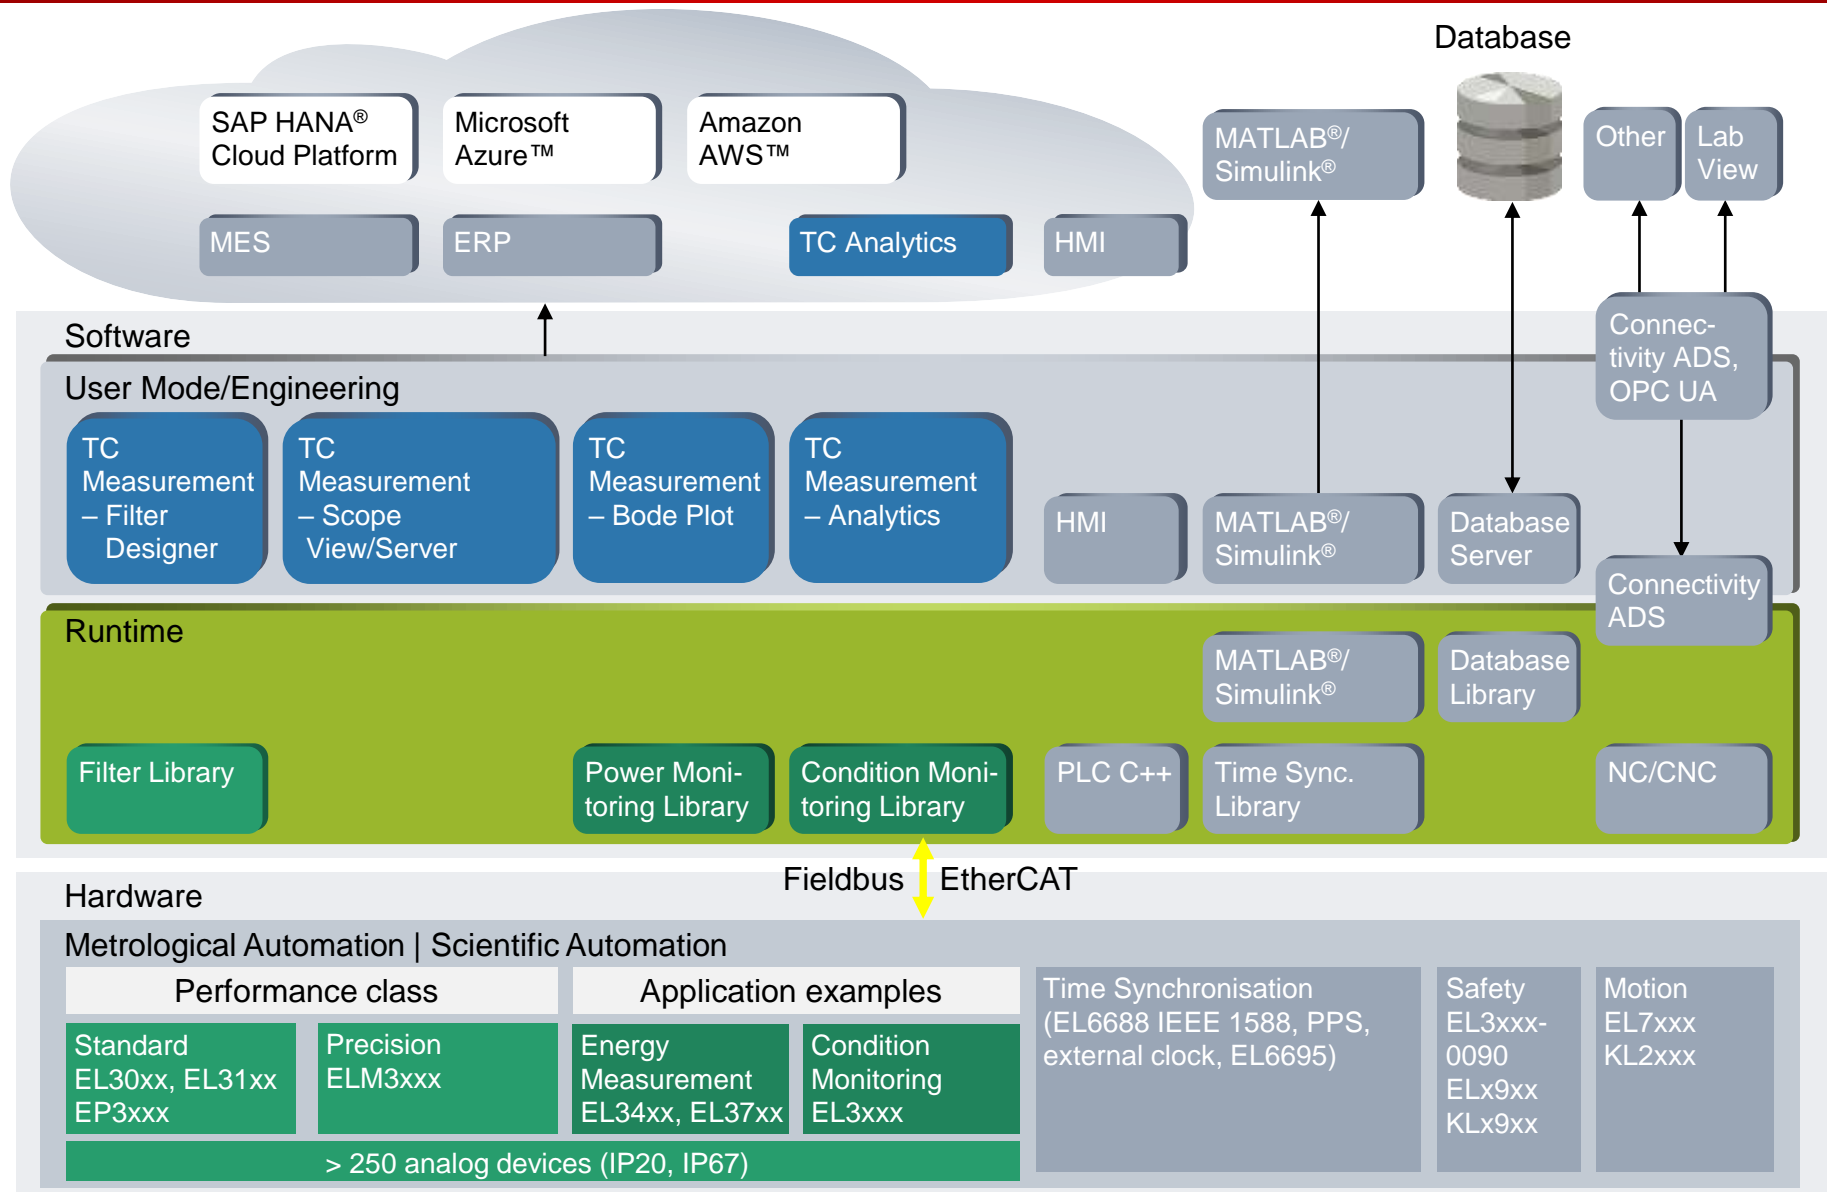 Database
SAP HANA®
Cloud Platform
Microsoft
Azure™
Amazon
AWS™
MATLAB®/
Simulink®
Other
Lab
View
MES
ERP
TC Analytics
HMI
Software
Connec-
tivity ADS,
OPC UA
User Mode/Engineering
TC
Measurement
– Filter
Designer
TC
Measurement
– Scope
View/Server
TC
Measurement
– Bode Plot
TC
Measurement
– Analytics
HMI
MATLAB®/
Simulink®
Database
Server
Connectivity
ADS
Runtime
MATLAB®/
Simulink®
Database
Library
Filter Library
Power Moni-
toring Library
Condition Moni-
toring Library
PLC C++
Time Sync.
Library
NC/CNC
Fieldbus
EtherCAT
Hardware
Metrological Automation | Scientific Automation
Performance class
Application examples
Standard
EL30xx, EL31xx
EP3xxx
Precision
ELM3xxx
Energy
Measurement
EL34xx, EL37xx
Condition
Monitoring
EL3xxx
> 250 analog devices (IP20, IP67)
Time Synchronisation
(EL6688 IEEE 1588, PPS,
external clock, EL6695)
Safety
EL3xxx-
0090
ELx9xx
KLx9xx
Motion
EL7xxx
KL2xxx